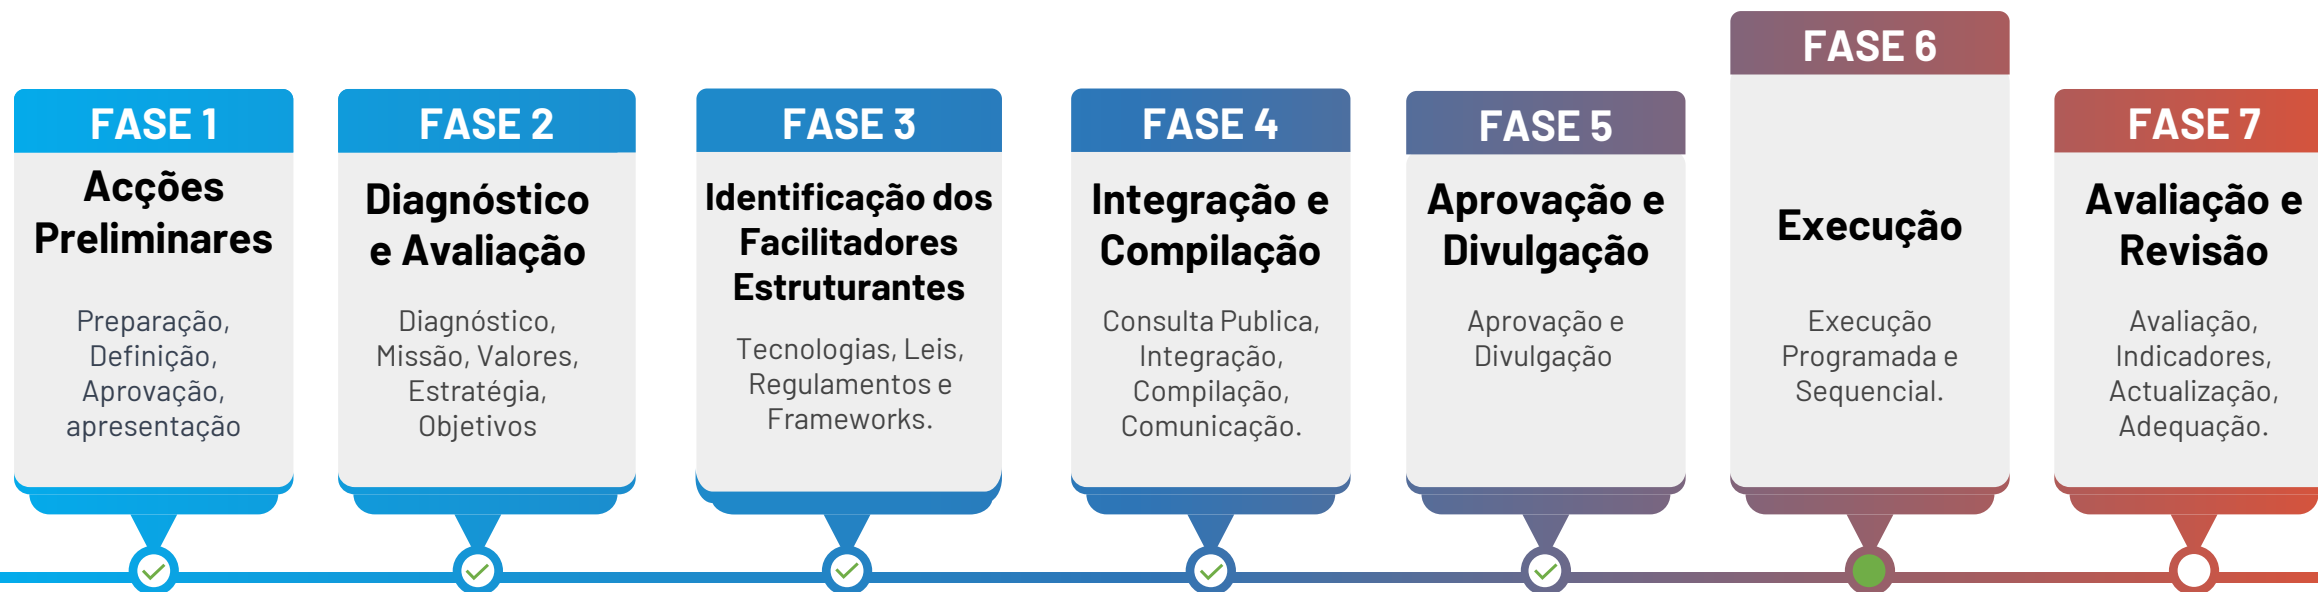 FASE 1
Acções
Preliminares
Preparação,
Definição,
Aprovação,
apresentação
FASE 2
Diagnóstico
e Avaliação
Diagnóstico,
Missão, Valores,
Estratégia,
Objetivos
FASE 3
Identificação dos
Facilitadores
Estruturantes
Tecnologias, Leis,
Regulamentos e
Frameworks.
FASE 4
Integração e
Compilação
Consulta Publica,
Integração,
Compilação,
Comunicação.
FASE 5
Aprovação e
Divulgação
Aprovação e
Divulgação
FASE 6
Execução
Execução
Programada e
Sequencial.
FASE 7
Avaliação e
Revisão
Avaliação,
Indicadores,
Actualização,
Adequação.